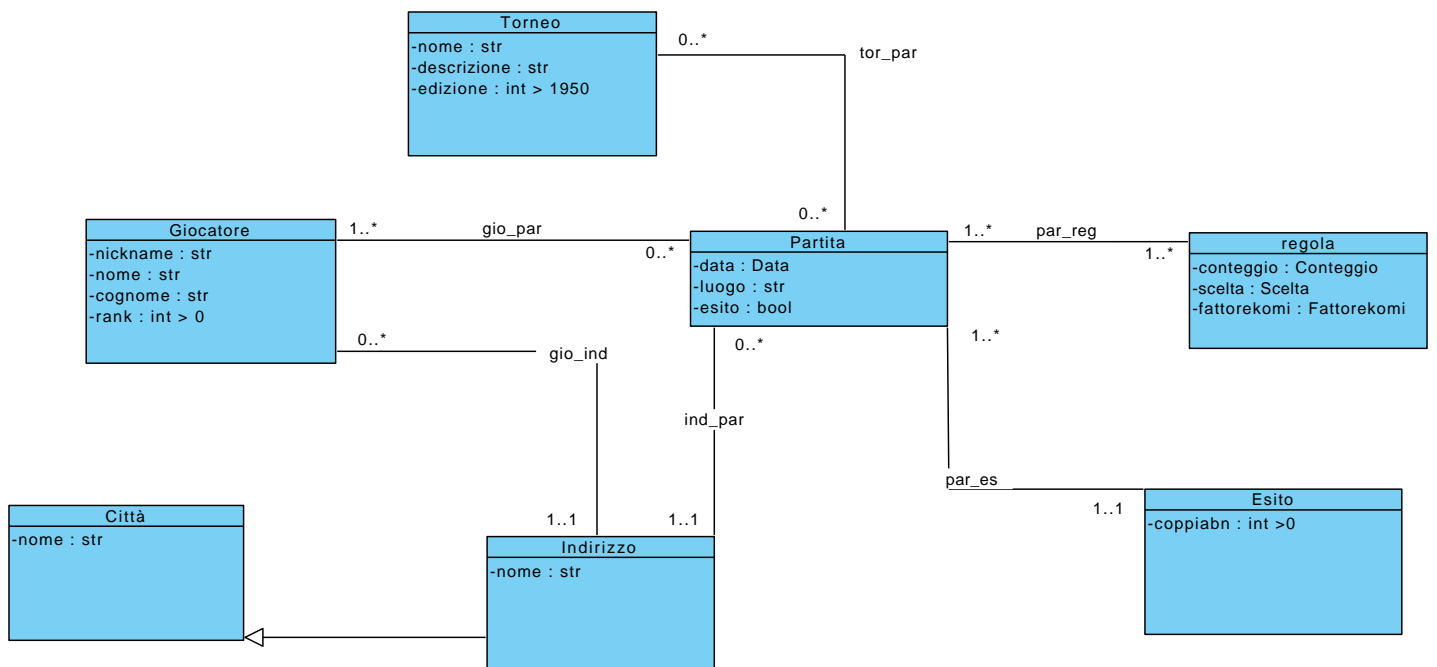 Torneo
-nome : str
-descrizione : str
-edizione : int > 1950
0..*
tor_par
0..*
Giocatore
-nickname : str
-nome : str
-cognome : str
-rank : int > 0
1..*
gio_par
0..*
Partita
-data : Data
-luogo : str
-esito : bool
1..*
par_reg
1..*
regola
-conteggio : Conteggio
-scelta : Scelta
-fattorekomi : Fattorekomi
0..*
gio_ind
0..*
1..*
ind_par
par_es
1..1
1..1
1..1
Città
-nome : str
Indirizzo
-nome : str
Esito
-coppiabn : int >0